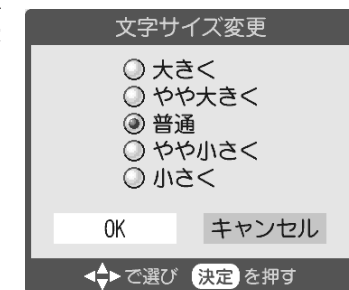 文字サイズ変更
大きく
やや大きく
普通
やや小さく
小さく
OK キャンセル
で選び 決定 を押す